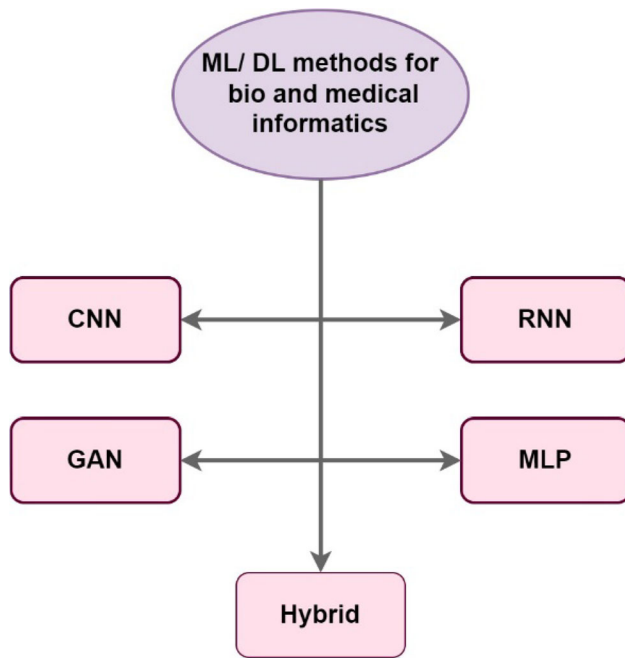 ML/ DL methods for
bio and medical
informatics
CNN
RNN
GAN
MLP
Hybrid